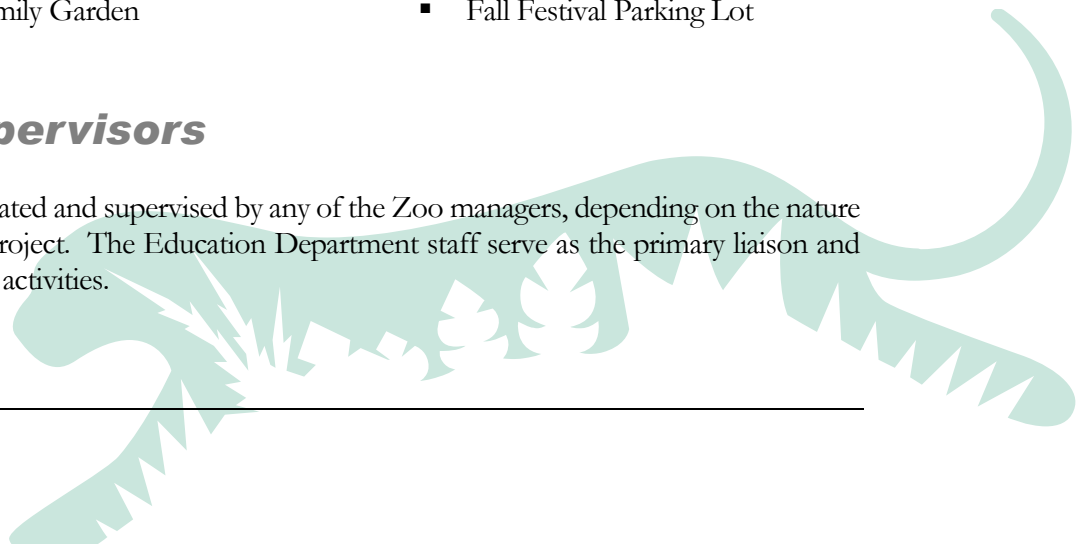 mily Garden
▪ Fall Festival Parking Lot
pervisors
ated and supervised by any of the Zoo managers, depending on the nature
roject. The Education Department staff serve as the primary liaison and
activities.